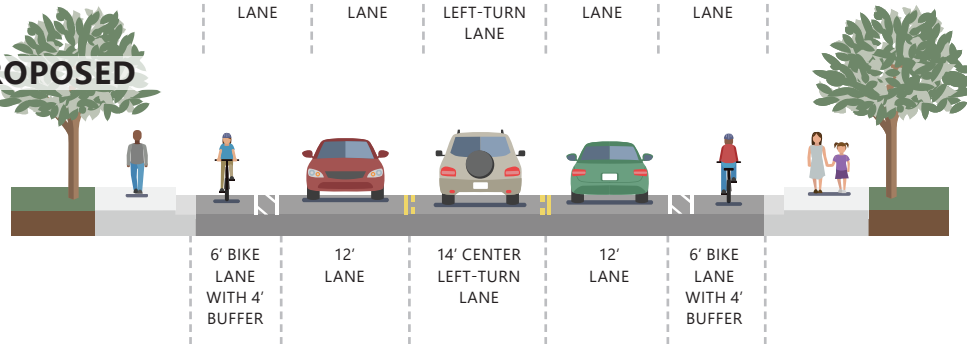 LANE
LANE
LEFT-TURN
LANE
LANE
LANE
OPOSED
6' BIKE
LANE
WITH 4'
BUFFER
12'
LANE
14' CENTER
LEFT-TURN
LANE
12'
LANE
6' BIKE
LANE
WITH 4'
BUFFER